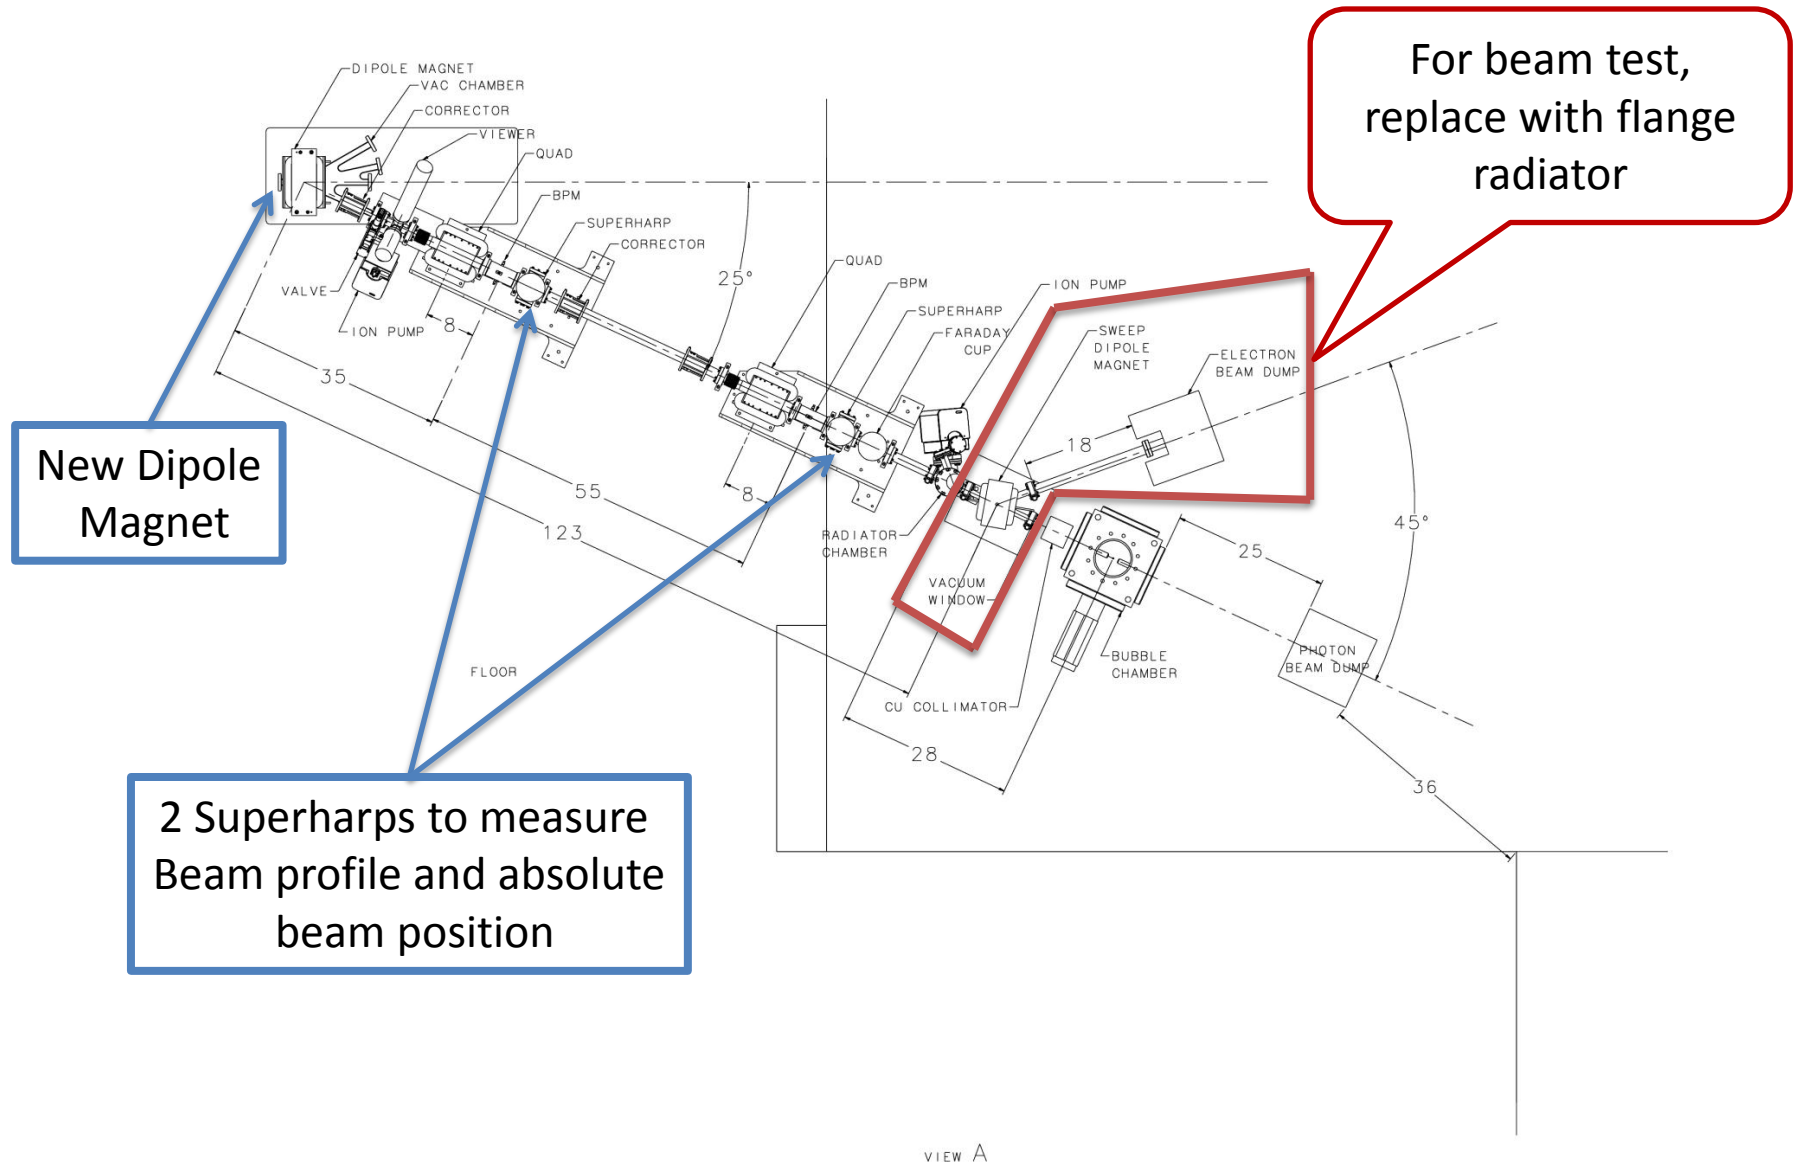 For beam test,
replace with flange
radiator
DIPOLE MAGNET
VAC CHAMBER
CORRECTOR
VIEWER
QUAD
BPM
SUPERHARP
CORRECTOR
25°
VALVE
ION PUMP
8
35
QUAD
BPM
ION PUMP
SUPERHARP
FARADAY
CUP
SWEEP
DIPOLE
MAGNET
ELECTRON
BEAM DUMP
18
45°
New Dipole
Magnet
55
8
123
RADIATOR
CHAMBER
25
VACUUM
WINDOW
BUBBLE
CHAMBER
PHOTON
BEAM DUMP
FLOOR
CU COLLIMATOR
28
36
2 Superharps to measure
Beam profile and absolute
beam position
VIEW A